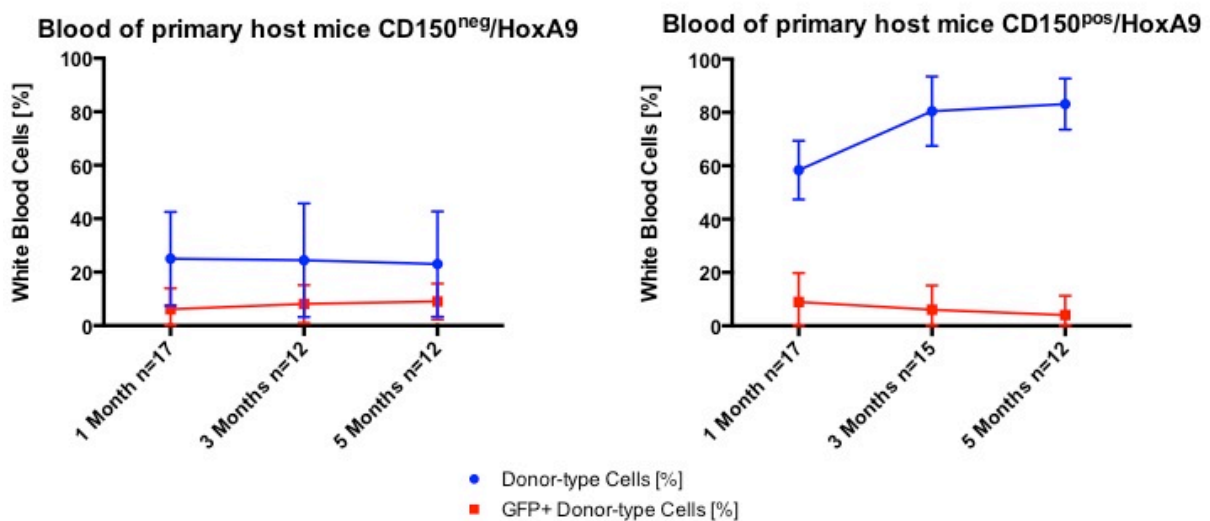 Blood of primary host mice CD150neg/HoxA9
White Blood Cells [%]
100
80
60
40
20
0
1 Month n=17
3 Months n=12
5 Months n=12
Blood of primary host mice CD150pos/HoxA9
White Blood Cells [%]
100
80
60
40
20
0
1 Month n=17
3 Months n=15
5 Months n=12
Donor-type Cells [%]
GFP+ Donor-type Cells [%]